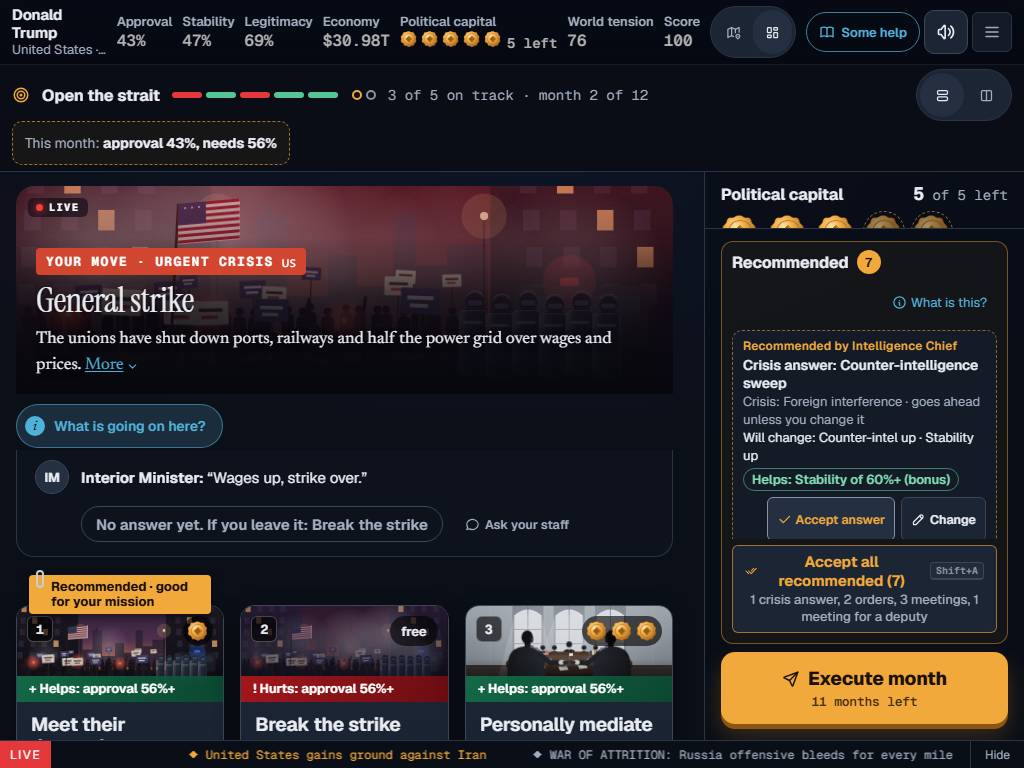 Donald
Trump
United States ·...
Approval
43%
Stability
47%
Legitimacy
69%
Economy
$30.98T
Political capital
5 left
World tension
76
Score
100
Some help
Open the strait
3 of 5 on track · month 2 of 12
This month: approval 43%, needs 56%
LIVE
YOUR MOVE · URGENT CRISIS US
General strike
The unions have shut down ports, railways and half the power grid over wages and
prices. More
i What is going on here?
IM Interior Minister: “Wages up, strike over.”
No answer yet. If you leave it: Break the strike
Ask your staff
Recommended · good
for your mission
1
+ Helps: approval 56%+
Meet their
2
free
! Hurts: approval 56%+
Break the strike
3
+ Helps: approval 56%+
Personally mediate
Political capital
5 of 5 left
Recommended 7
What is this?
Recommended by Intelligence Chief
Crisis answer: Counter-intelligence
sweep
Crisis: Foreign interference · goes ahead
unless you change it
Will change: Counter-intel up · Stability
up
Helps: Stability of 60%+ (bonus)
Accept answer
Change
Accept all
recommended (7)
Shift+A
1 crisis answer, 2 orders, 3 meetings, 1
meeting for a deputy
Execute month
11 months left
LIVE
United States gains ground against Iran
WAR OF ATTRITION: Russia offensive bleeds for every mile
Hide